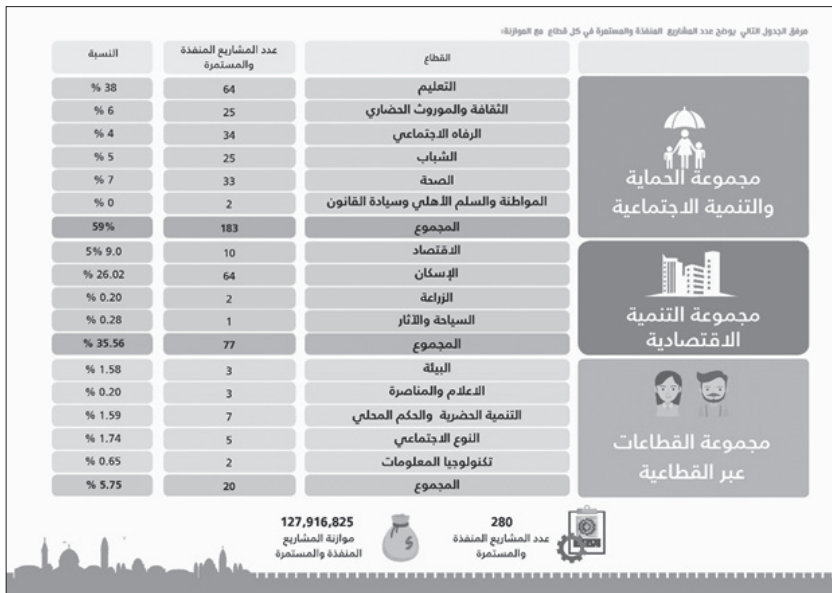 مرفق الجدول التالي يوضح عدد المشاريع المنفذة والمستمرة في كل قطاع مع الموازنة:
القطاع عدد المشاريع المنفذة والمستمرة النسبة
مجموعة الحماية
والتنمية الاجتماعية
التعليم 64 38 %
الثقافة والموروث الحضاري 25 6 %
الرفاه الاجتماعي 34 4 %
الشباب 25 5 %
الصحة 33 7 %
المواطنة والسلم الأهلي وسيادة القانون 2 0 %
المجموع 183 59%
مجموعة التنمية
الاقتصادية
الاقتصاد 10 5% 9.0
الإسكان 64 26.02 %
الزراعة 2 0.20 %
السياحة والآثار 1 0.28 %
المجموع 77 35.56 %
مجموعة القطاعات
عبر القطاعية
البيئة 3 1.58 %
الاعلام والمناصرة 3 0.20 %
التنمية الحضرية والحكم المحلي 7 1.59 %
النوع الاجتماعي 5 1.74 %
تكنولوجيا المعلومات 2 0.65 %
المجموع 20 5.75 %
280
عدد المشاريع المنفذة
والمستمرة
127,916,825
موازنة المشاريع
المنفذة والمستمرة
$